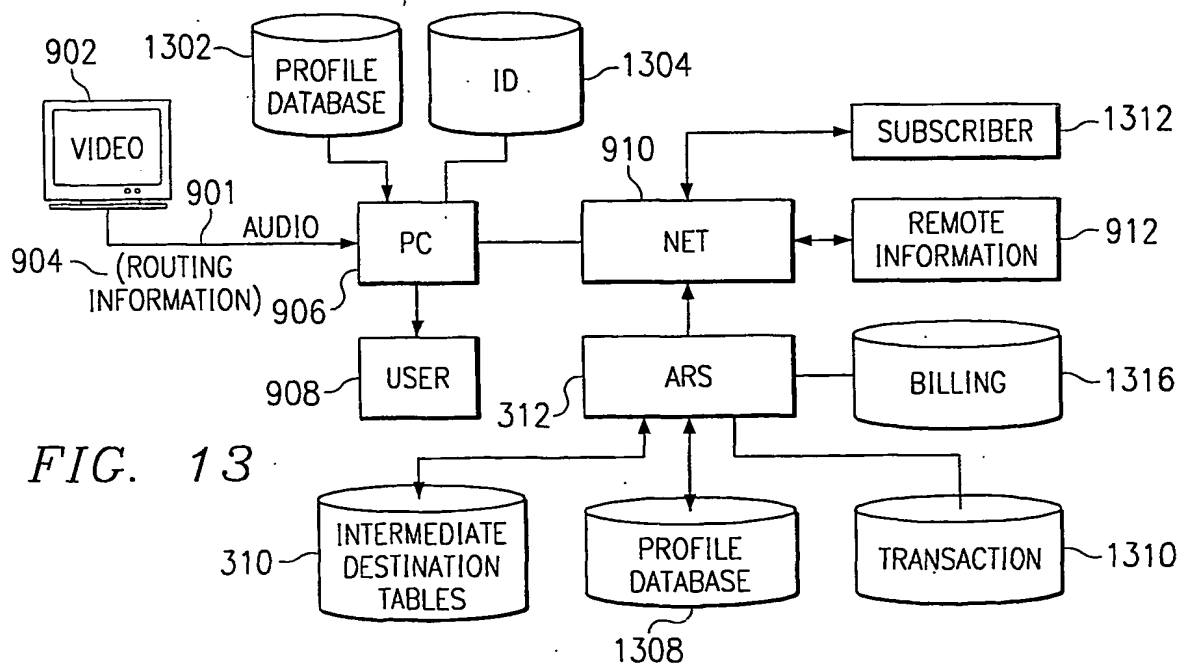 902
1302
PROFILE
DATABASE
ID
1304
VIDEO
901
AUDIO
904
(ROUTING
INFORMATION)
906
PC
910
NET
SUBSCRIBER
1312
REMOTE
INFORMATION
912
908
USER
312
ARS
BILLING
1316
FIG. 13
310
INTERMEDIATE
DESTINATION
TABLES
PROFILE
DATABASE
1308
TRANSACTION
1310